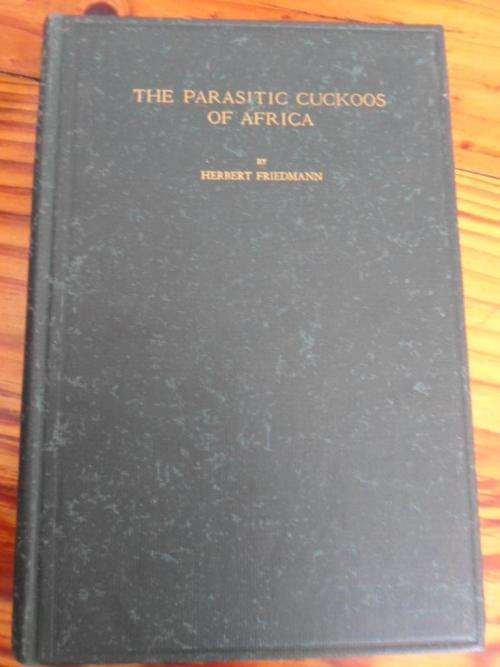 THE PARASITIC CUCKOOS
OF AFRICA
BY
HERBERT FRIEDMANN